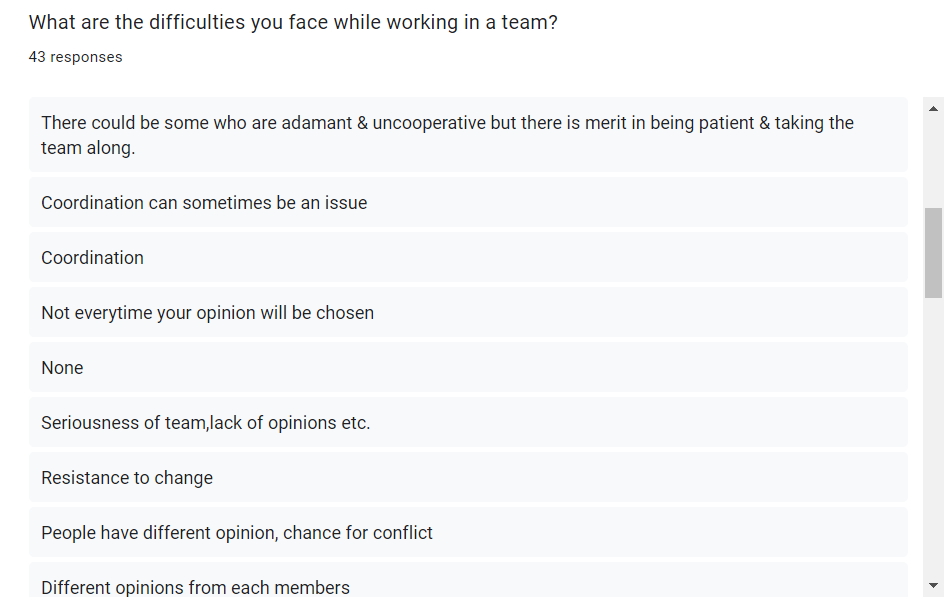 What are the difficulties you face while working in a team?
43 responses
There could be some who are adamant & uncooperative but there is merit in being patient & taking the
team along.
Coordination can sometimes be an issue
Coordination
Not everytime your opinion will be chosen
None
Seriousness of team,lack of opinions etc.
Resistance to change
People have different opinion, chance for conflict
Different opinions from each members